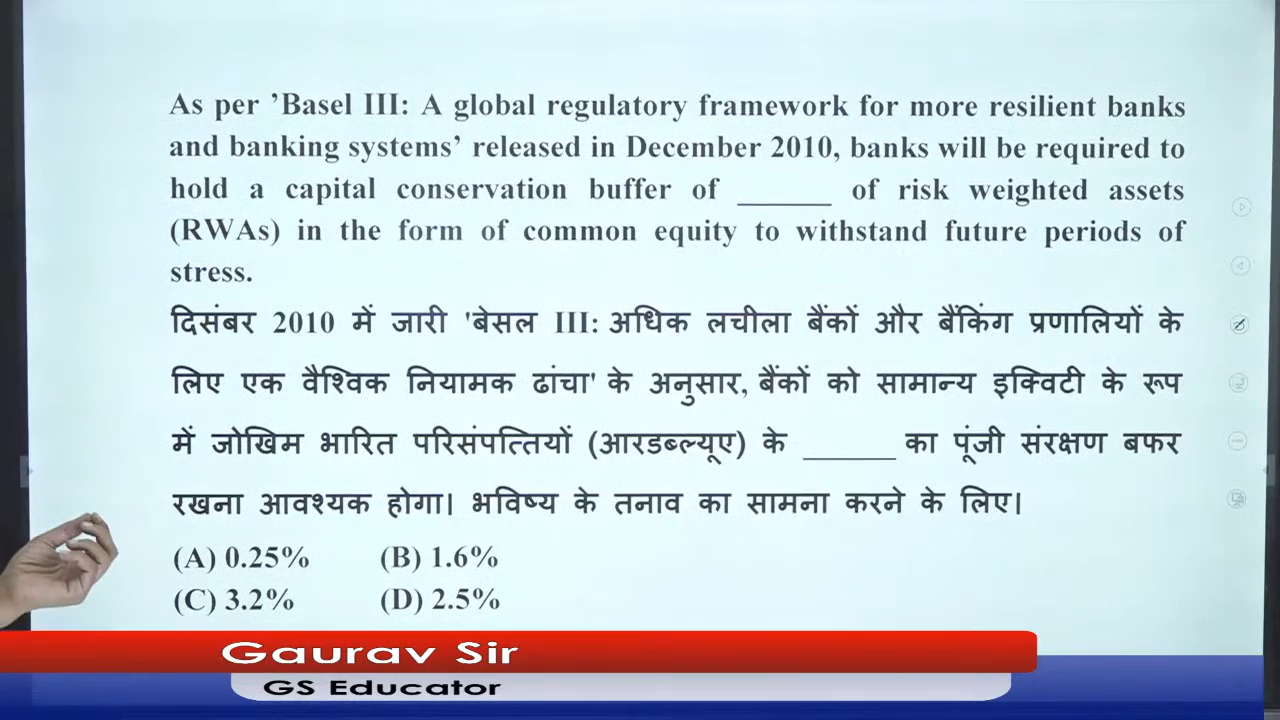 As per ’Basel III: A global regulatory framework for more resilient banks
and banking systems’ released in December 2010, banks will be required to
hold a capital conservation buffer of ______ of risk weighted assets
(RWAs) in the form of common equity to withstand future periods of
stress.
दिसंबर 2010 में जारी 'बेसल III: अधिक लचीला बैंकों और बैंकिंग प्रणालियों के
लिए एक वैश्विक नियामक ढांचा' के अनुसार, बैंकों को सामान्य इक्विटी के रूप
में जोखिम भारित परिसंपत्तियों (आरडब्ल्यूए) के ______ का पूंजी संरक्षण बफर
रखना आवश्यक होगा। भविष्य के तनाव का सामना करने के लिए।
(A) 0.25% (B) 1.6%
(C) 3.2% (D) 2.5%
Gaurav Sir
GS Educator